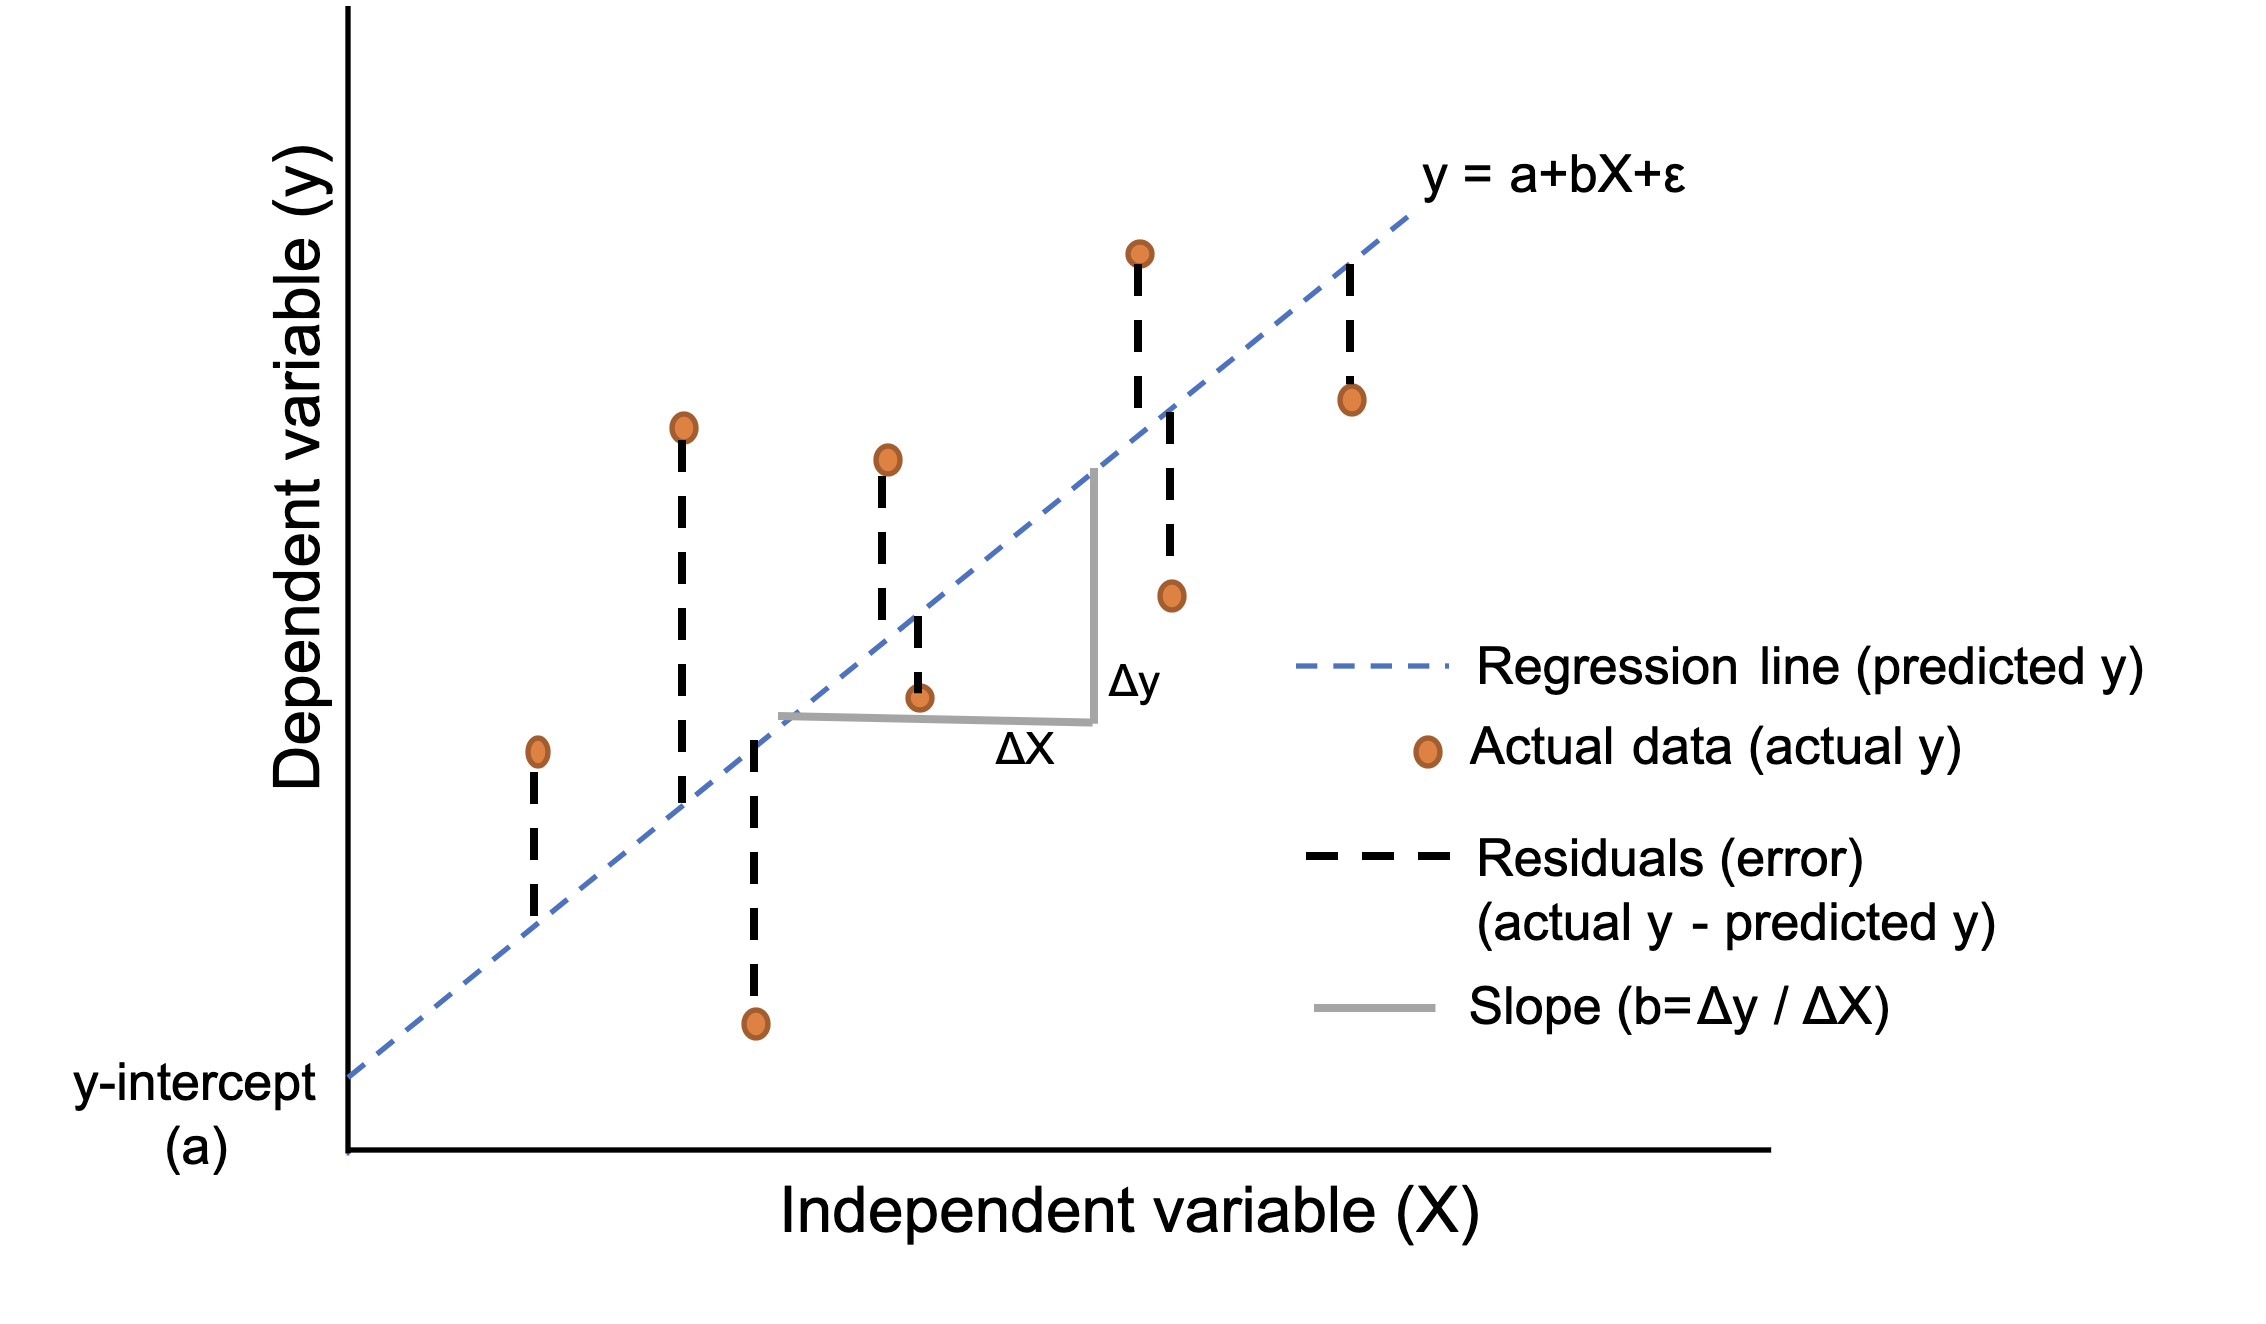 y = a+bX+ε
Dependent variable (y)
Δy
ΔX
Regression line (predicted y)
Actual data (actual y)
Residuals (error)
(actual y - predicted y)
Slope (b=Δy / ΔX)
y-intercept
(a)
Independent variable (X)